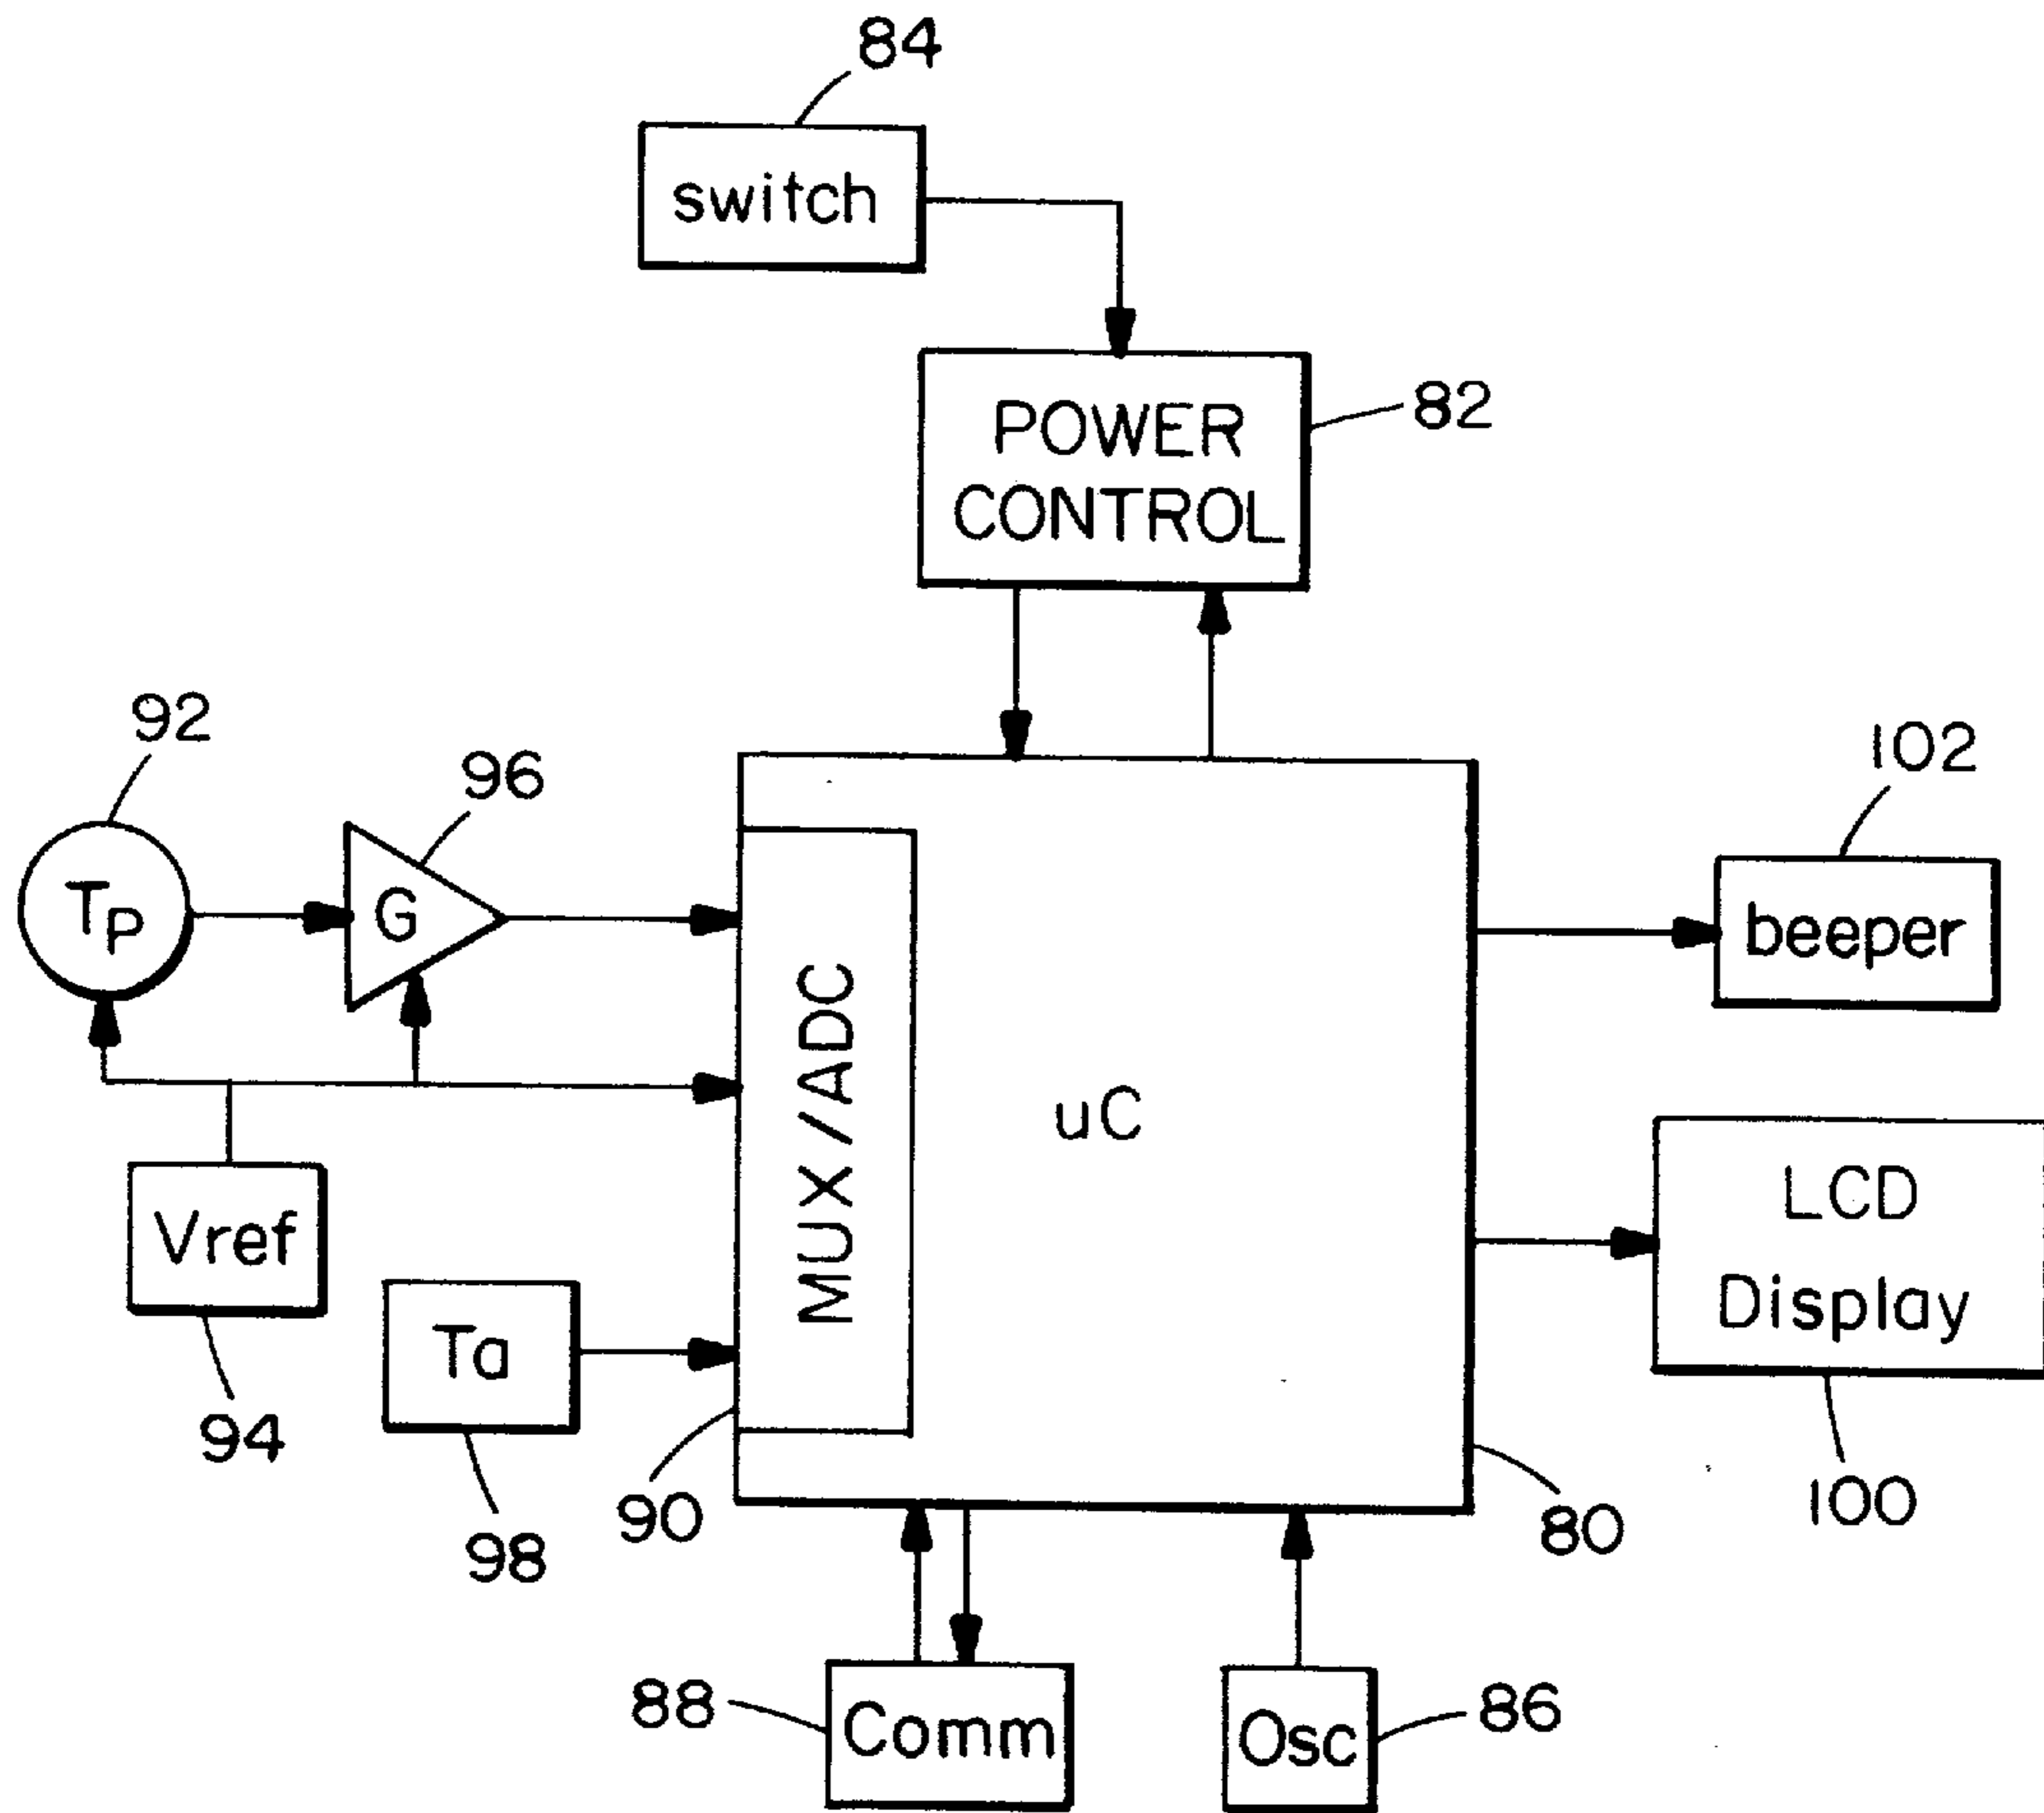 84
switch
POWER
CONTROL
82
92
96
102
TP
G
beeper
MUX/ADC
uC
LCD
Display
Vref
Ta
94
98
90
80
100
88
Comm
Osc
86